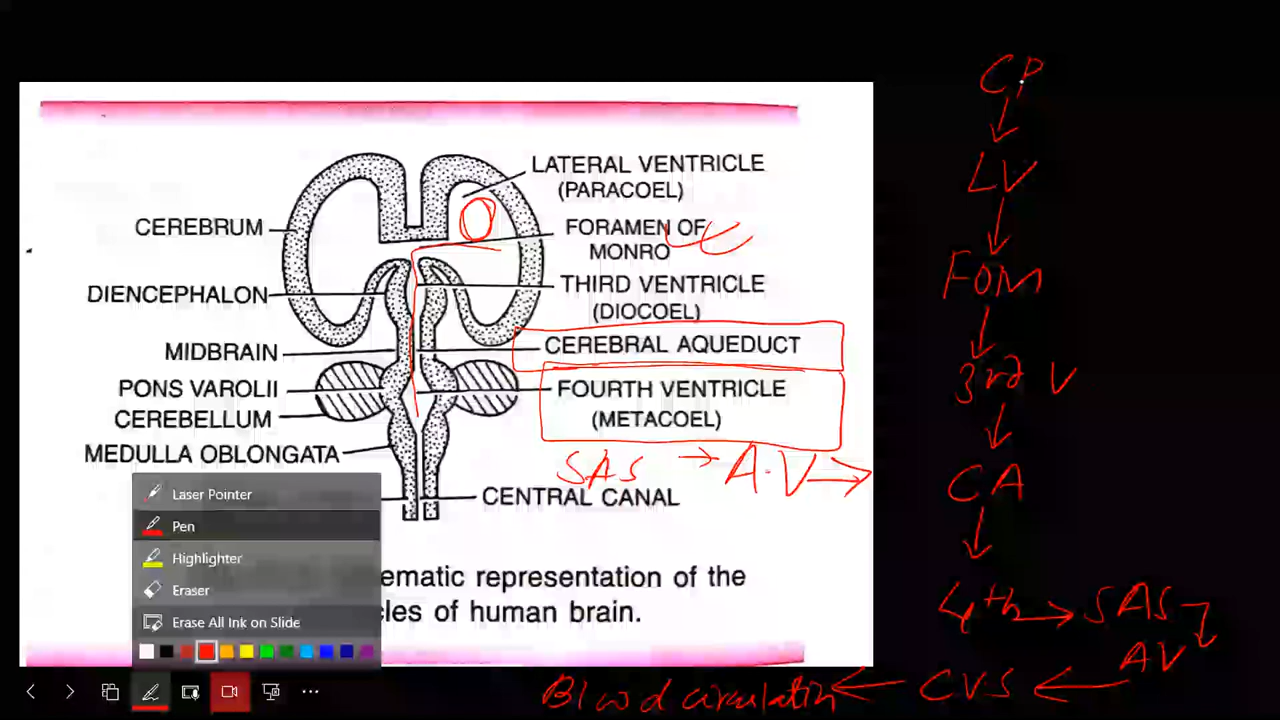 LATERAL VENTRICLE
(PARACOEL)
CEREBRUM
FORAMEN OF
MONRO
THIRD VENTRICLE
(DIOCOEL)
DIENCEPHALON
CEREBRAL AQUEDUCT
MIDBRAIN
FOURTH VENTRICLE
(METACOEL)
PONS VAROLII
CEREBELLUM
MEDULLA OBLONGATA
SAS → A.V →
CENTRAL CANAL
ematic representation of the
cles of human brain.
Laser Pointer
Pen
Highlighter
Eraser
Erase All Ink on Slide
CP
↓
LV
↓
FOM
↓
3rd V
↓
CA
↓
4th → SAS
AV
Blood circulation ← CVS ←